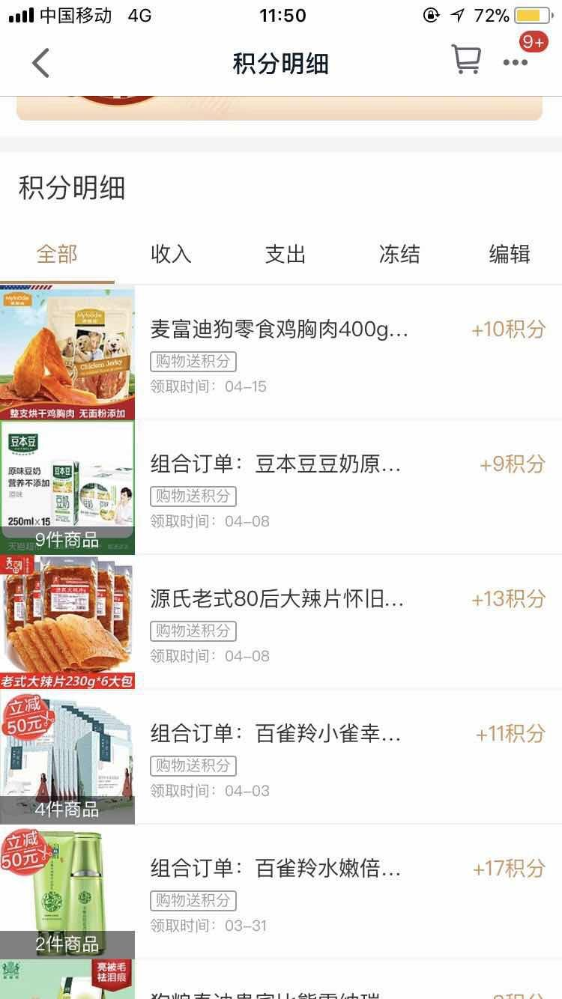 中国移动 4G
11:50
72%
积分明细
9+
积分明细
全部
收入
支出
冻结
编辑
Myfoodie
Myfoodie
Chicken Jerky
整支烘干鸡胸肉 无面粉添加
麦富迪狗零食鸡胸肉400g...
+10积分
购物送积分
领取时间：04-15
豆本豆
原味豆奶
营养不添加
原味
豆本豆
豆奶
250ml×15
9件商品
组合订单：豆本豆豆奶原...
+9积分
购物送积分
领取时间：04-08
老式大辣片230g*6大包
源氏老式80后大辣片怀旧...
+13积分
购物送积分
领取时间：04-08
立减
50元
4件商品
组合订单：百雀羚小雀幸...
+11积分
购物送积分
领取时间：04-03
立减
50元
2件商品
组合订单：百雀羚水嫩倍...
+17积分
购物送积分
领取时间：03-31
亮被毛
祛泪痕